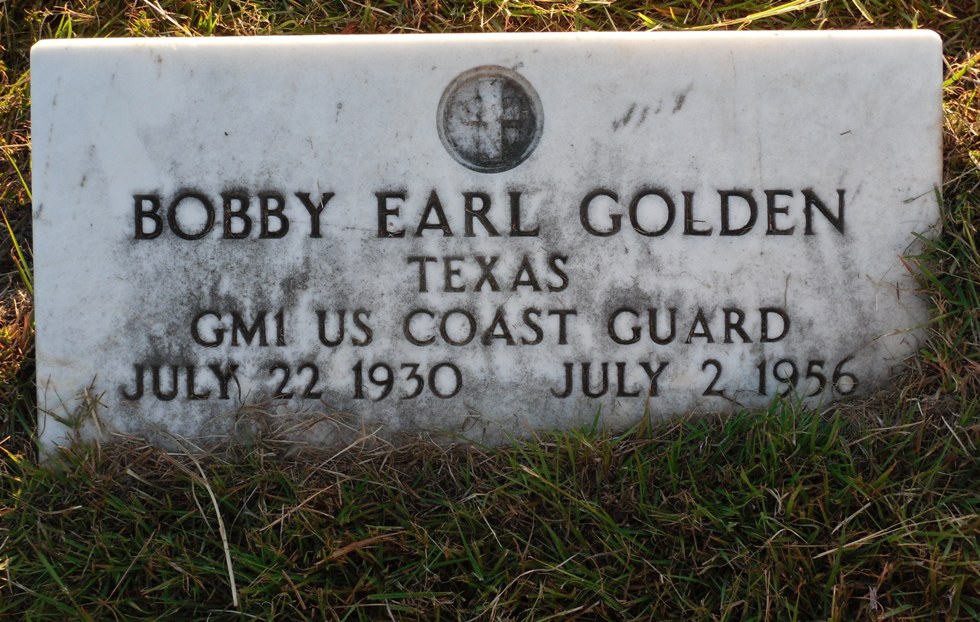 BOBBY EARL GOLDEN
TEXAS
GM1 US COAST GUARD
JULY 22 1930 JULY 2 1956